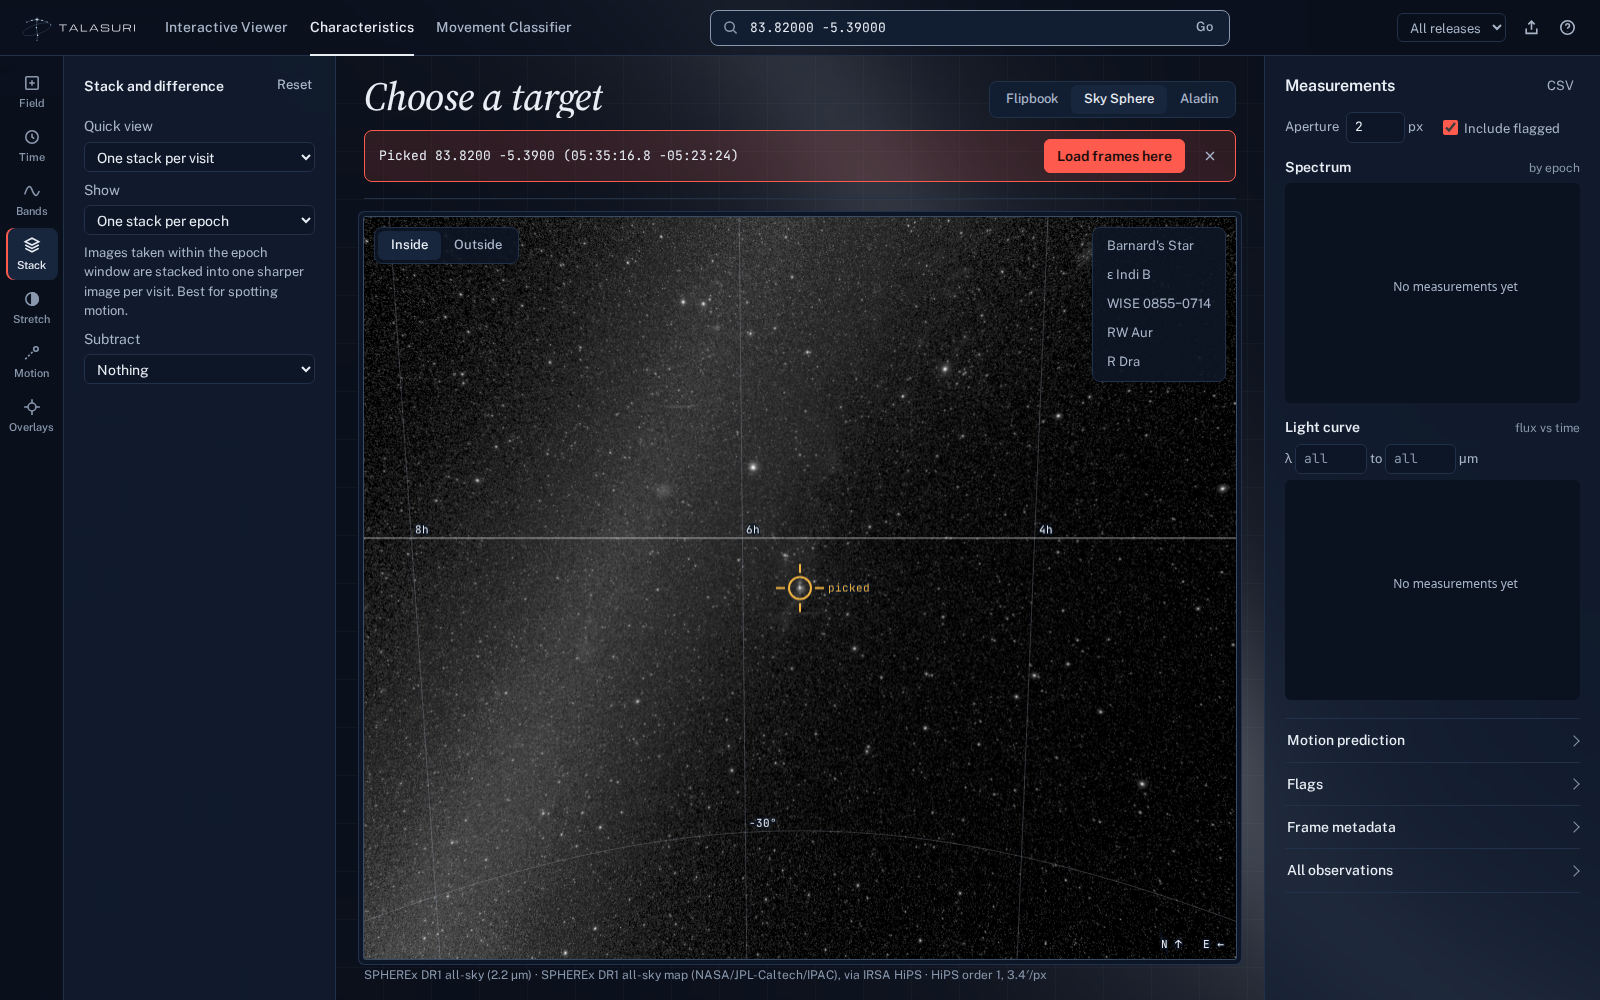 TALASURI
Interactive Viewer
Characteristics
Movement Classifier
83.82000 -5.39000
Go
All releases
Field
Time
Bands
Stack
Stretch
Motion
Overlays
Stack and difference
Reset
Quick view
One stack per visit
Show
One stack per epoch
Images taken within the epoch
window are stacked into one sharper
image per visit. Best for spotting
motion.
Subtract
Nothing
Choose a target
Flipbook
Sky Sphere
Aladin
Picked 83.8200 -5.3900 (05:35:16.8 -05:23:24)
Load frames here
Inside
Outside
Barnard's Star
ε Indi B
WISE 0855−0714
RW Aur
R Dra
8h
6h
4h
picked
-30°
N ↑ E ←
SPHEREx DR1 all-sky (2.2 µm) · SPHEREx DR1 all-sky map (NASA/JPL-Caltech/IPAC), via IRSA HiPS · HiPS order 1, 3.4′/px
Measurements
CSV
Aperture 2 px
Include flagged
Spectrum
by epoch
No measurements yet
Light curve
flux vs time
λ all to all µm
No measurements yet
Motion prediction
Flags
Frame metadata
All observations